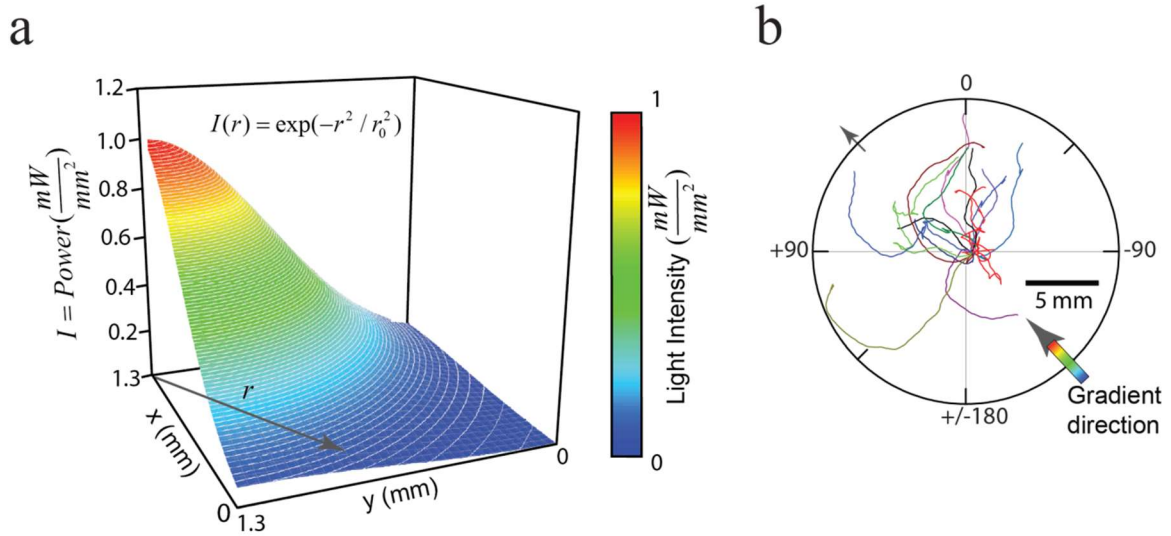 a
1.2
1.0
0.8
0.6
0.4
0.2
1.3
I = Power(mW/mm²)
I(r) = exp(−r² / r₀²)
r
x (mm)
0
1.3
y (mm)
0
1
Light Intensity (mW/mm²)
0
b
0
+90
-90
5 mm
+/-180
Gradient
direction